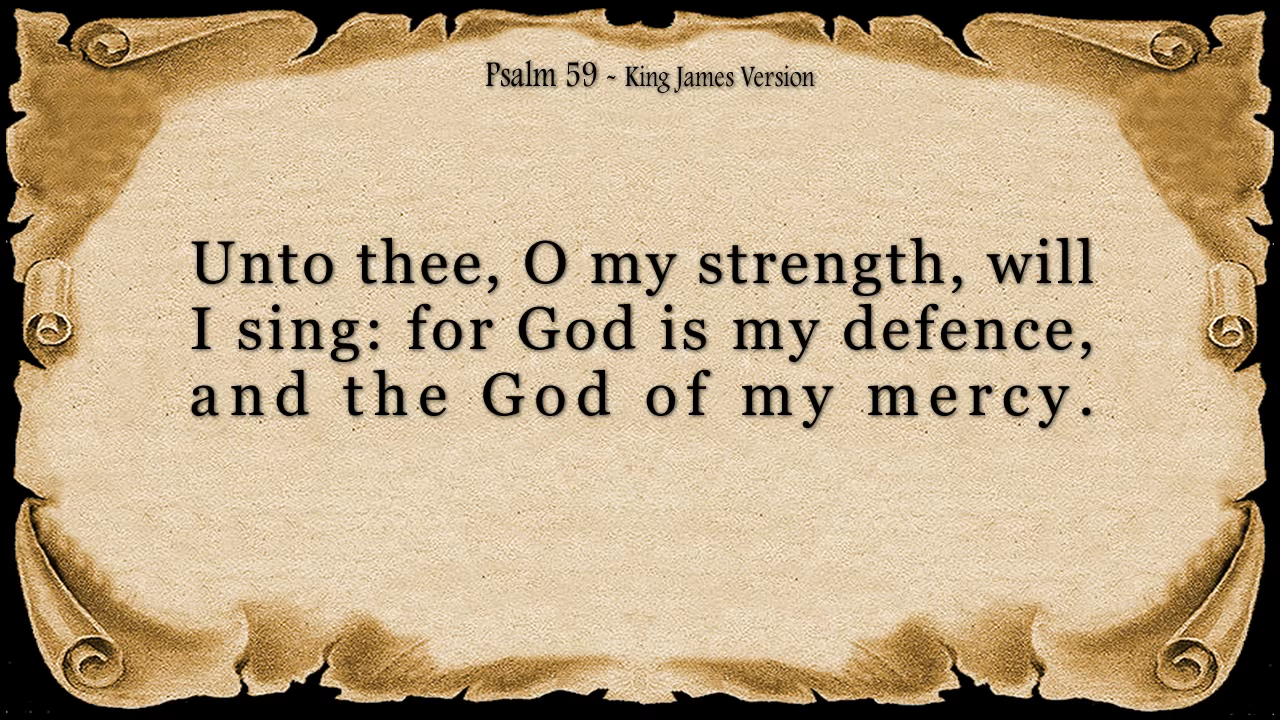 Psalm 59 ~ King James Version
Unto thee, O my strength, will
I sing: for God is my defence,
and the God of my mercy.